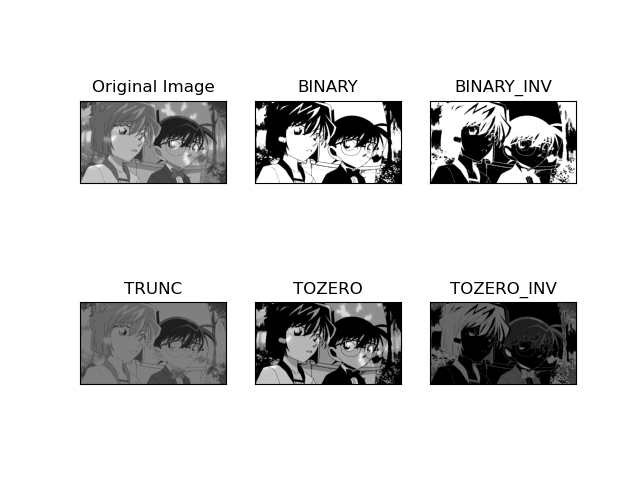 Original Image
BINARY
BINARY_INV
TRUNC
TOZERO
TOZERO_INV